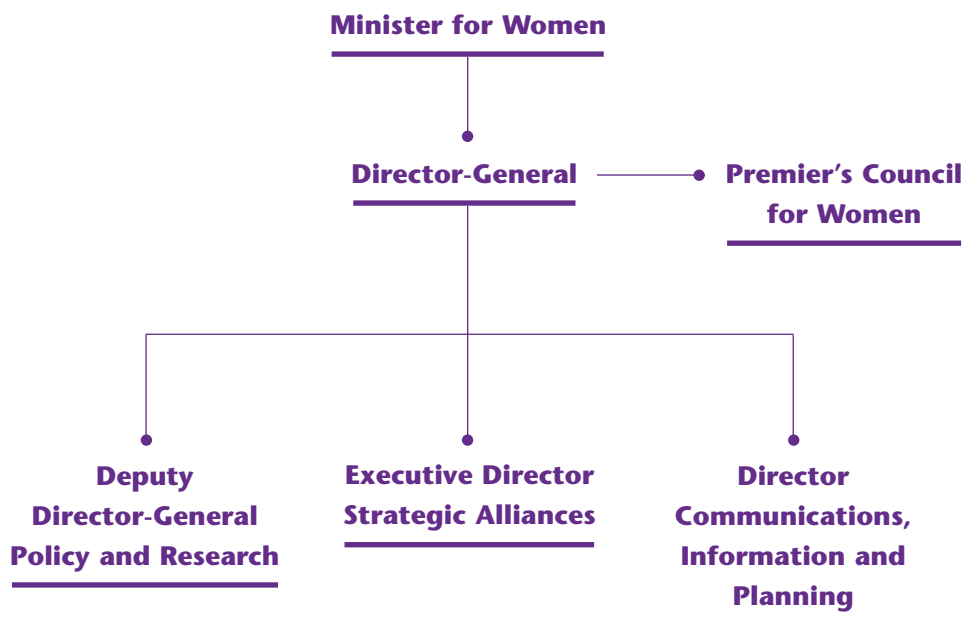 Minister for Women
Director-General
Premier’s Council
for Women
Deputy
Director-General
Policy and Research
Executive Director
Strategic Alliances
Director
Communications,
Information and
Planning